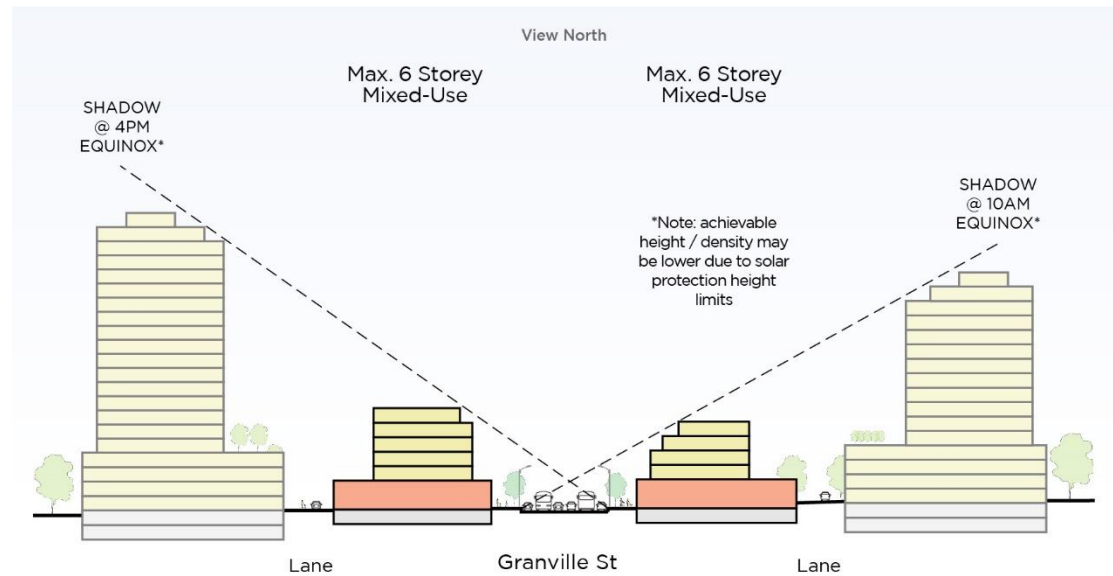 View North
Max. 6 Storey
Mixed-Use
Max. 6 Storey
Mixed-Use
SHADOW
@ 4PM
EQUINOX*
SHADOW
@ 10AM
EQUINOX*
*Note: achievable
height / density may
be lower due to solar
protection height
limits
Lane
Granville St
Lane